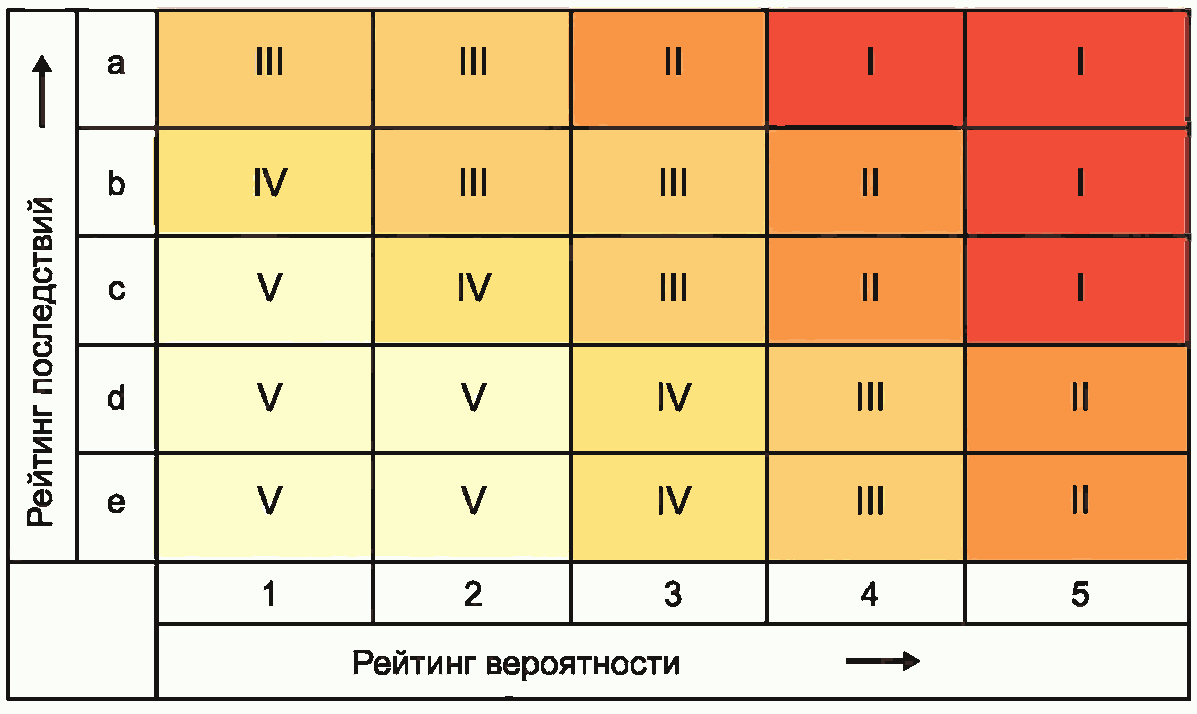 Рейтинг последствий
a III III II I I
b IV III III II I
c V IV III II I
d V V IV III II
e V V IV III II
1 2 3 4 5
Рейтинг вероятности